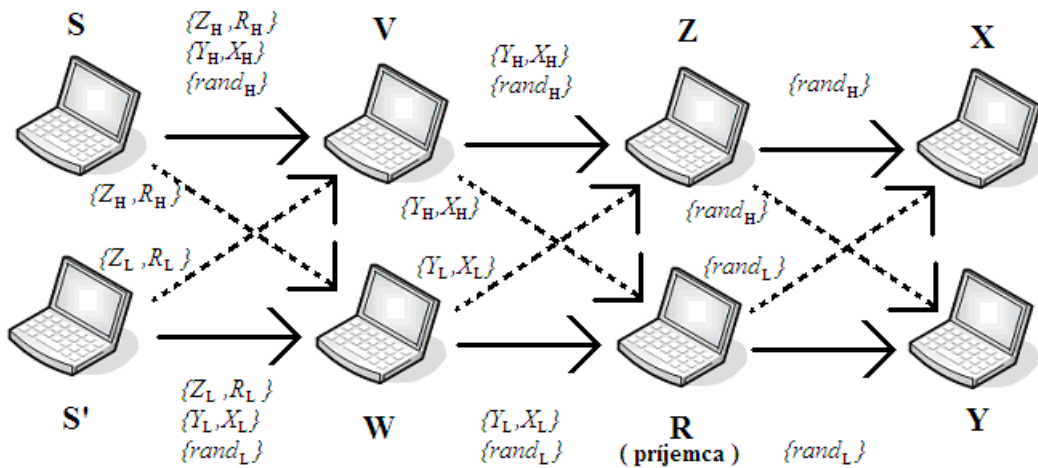 S
{Z_H, R_H}
{Y_H, X_H}
{rand_H}
V
{Y_H, X_H}
{rand_H}
Z
{rand_H}
X
{Z_H, R_H}
{Y_H, X_H}
{rand_H}
{Z_L, R_L}
{Y_L, X_L}
{rand_L}
S'
{Z_L, R_L}
{Y_L, X_L}
{rand_L}
W
{Y_L, X_L}
{rand_L}
R
( príjemca )
{rand_L}
Y